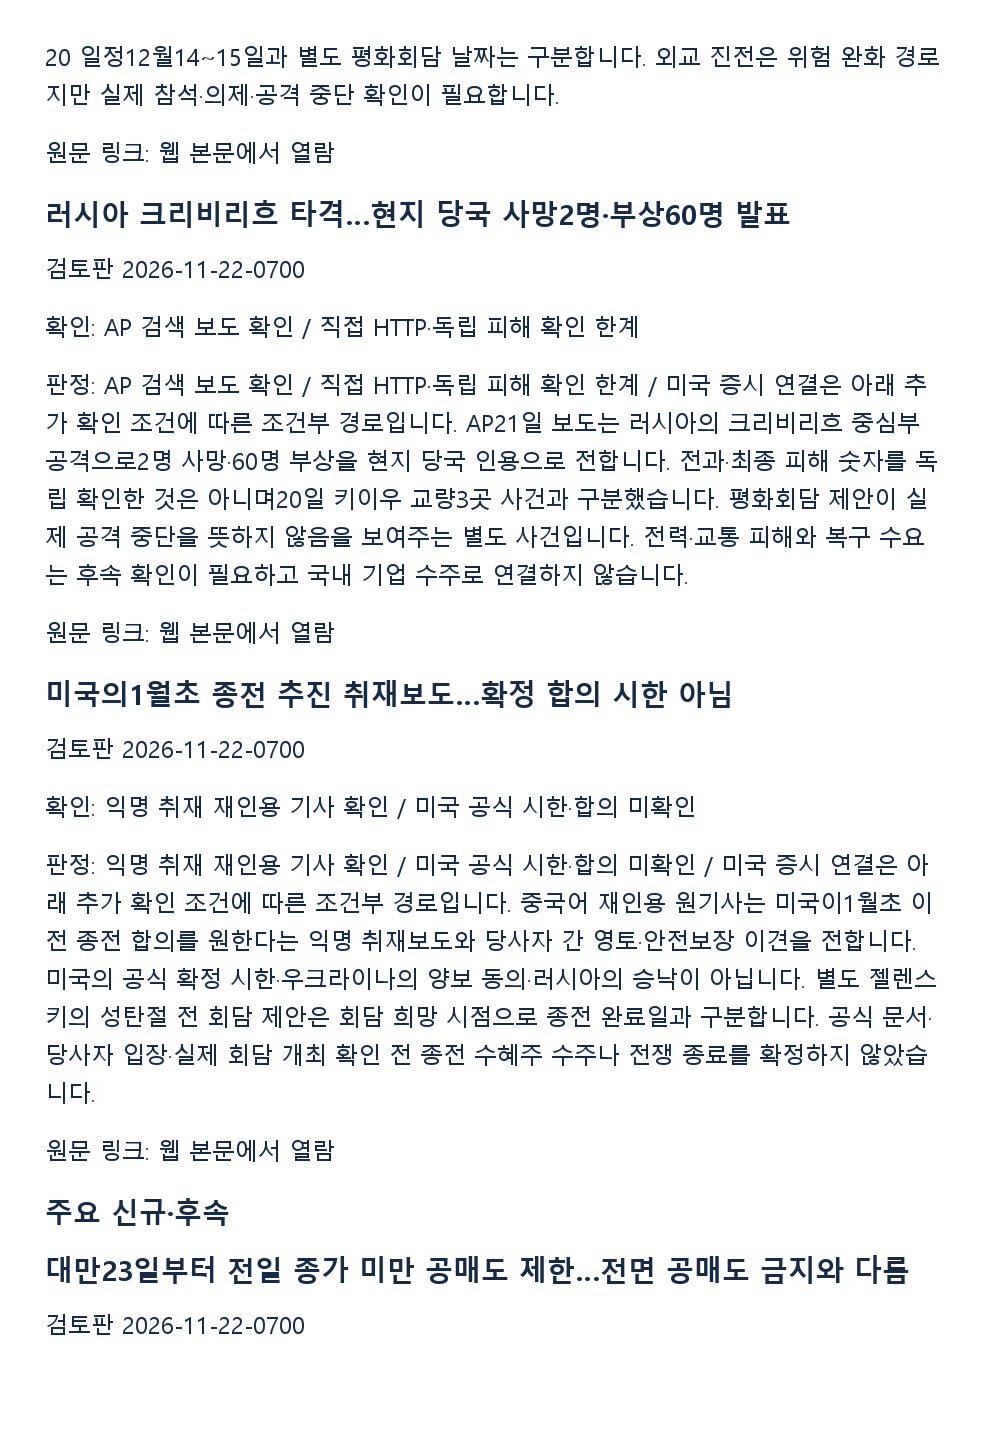 20 일정12월14~15일과 별도 평화회담 날짜는 구분합니다. 외교 진전은 위험 완화 경로
지만 실제 참석·의제·공격 중단 확인이 필요합니다.
원문 링크: 웹 본문에서 열람
러시아 크리비리흐 타격...현지 당국 사망2명·부상60명 발표
검토판 2026-11-22-0700
확인: AP 검색 보도 확인 / 직접 HTTP·독립 피해 확인 한계
판정: AP 검색 보도 확인 / 직접 HTTP·독립 피해 확인 한계 / 미국 증시 연결은 아래 추
가 확인 조건에 따른 조건부 경로입니다. AP21일 보도는 러시아의 크리비리흐 중심부
공격으로2명 사망·60명 부상을 현지 당국 인용으로 전합니다. 전과·최종 피해 숫자를 독
립 확인한 것은 아니며20일 키이우 교량3곳 사건과 구분했습니다. 평화회담 제안이 실
제 공격 중단을 뜻하지 않음을 보여주는 별도 사건입니다. 전력·교통 피해와 복구 수요
는 후속 확인이 필요하고 국내 기업 수주로 연결하지 않습니다.
원문 링크: 웹 본문에서 열람
미국의1월초 종전 추진 취재보도...확정 합의 시한 아님
검토판 2026-11-22-0700
확인: 익명 취재 재인용 기사 확인 / 미국 공식 시한·합의 미확인
판정: 익명 취재 재인용 기사 확인 / 미국 공식 시한·합의 미확인 / 미국 증시 연결은 아
래 추가 확인 조건에 따른 조건부 경로입니다. 중국어 재인용 원기사는 미국이1월초 이
전 종전 합의를 원한다는 익명 취재보도와 당사자 간 영토·안전보장 이견을 전합니다.
미국의 공식 확정 시한·우크라이나의 양보 동의·러시아의 승낙이 아닙니다. 별도 젤렌스
키의 성탄절 전 회담 제안은 회담 희망 시점으로 종전 완료일과 구분합니다. 공식 문서·
당사자 입장·실제 회담 개최 확인 전 종전 수혜주 수주나 전쟁 종료를 확정하지 않았습
니다.
원문 링크: 웹 본문에서 열람
주요 신규·후속
대만23일부터 전일 종가 미만 공매도 제한...전면 공매도 금지와 다름
검토판 2026-11-22-0700